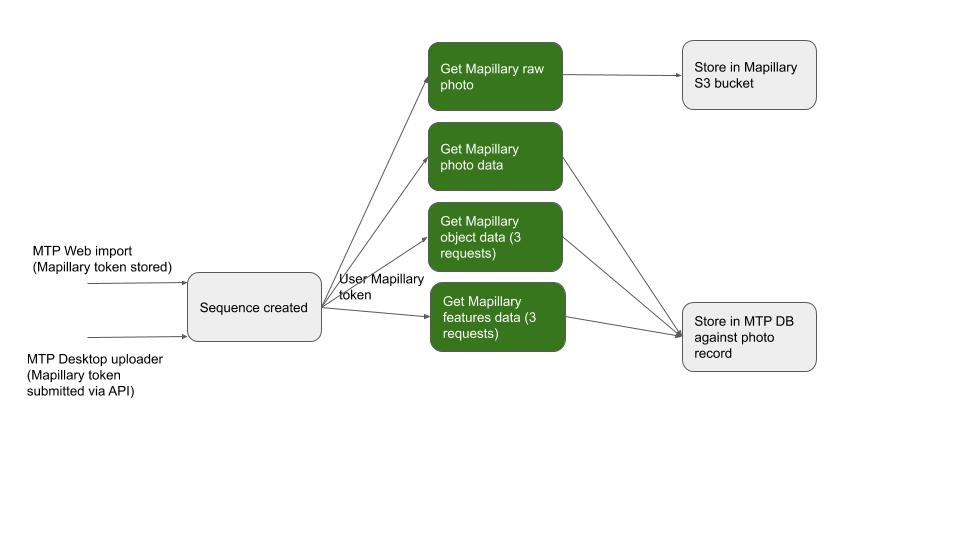 Get Mapillary raw
photo
Store in Mapillary
S3 bucket
Get Mapillary
photo data
Get Mapillary
object data (3
requests)
MTP Web import
(Mapillary token stored)
User Mapillary
token
Sequence created
Get Mapillary
features data (3
requests)
Store in MTP DB
against photo
record
MTP Desktop uploader
(Mapillary token
submitted via API)